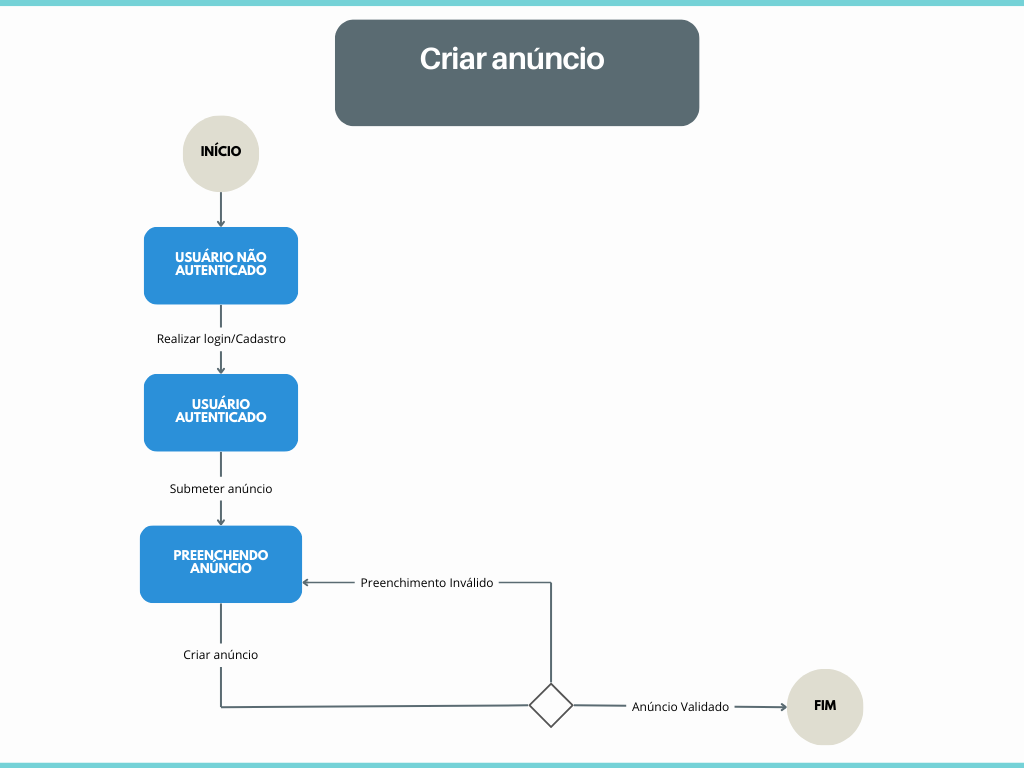 Criar anúncio
INÍCIO
USUÁRIO NÃO
AUTENTICADO
Realizar login/Cadastro
USUÁRIO
AUTENTICADO
Submeter anúncio
PREENCHENDO
ANÚNCIO
Preenchimento Inválido
Criar anúncio
Anúncio Validado
FIM